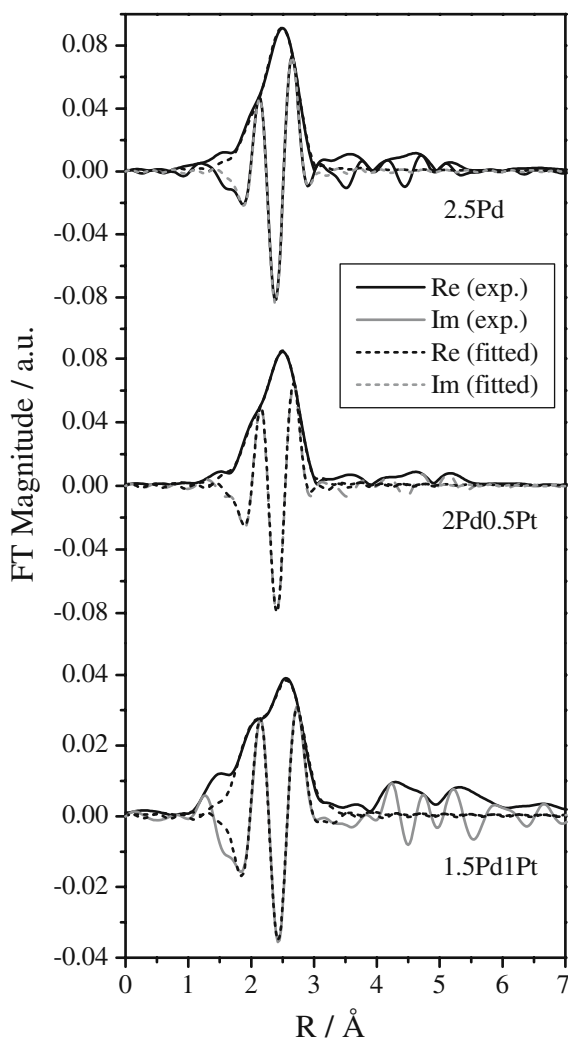 FT Magnitude / a.u.
0.08
0.04
0.00
-0.04
-0.08
2.5Pd
Re (exp.)
Im (exp.)
Re (fitted)
Im (fitted)
0.08
0.04
0.00
-0.04
-0.08
2Pd0.5Pt
0.04
0.02
0.00
-0.02
-0.04
1.5Pd1Pt
0 1 2 3 4 5 6 7
R / Å